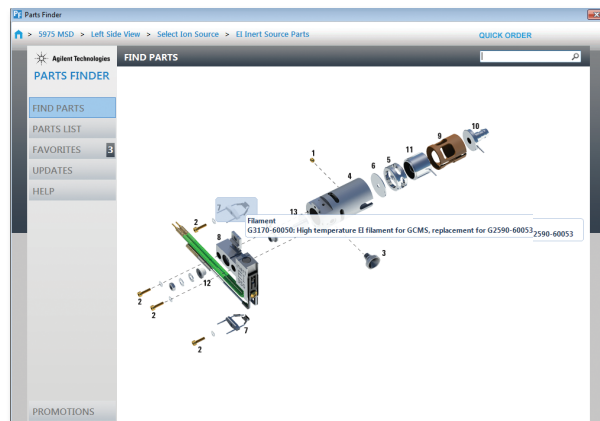 Parts Finder
> 5975 MSD > Left Side View > Select Ion Source > EI Inert Source Parts
QUICK ORDER
Agilent Technologies
PARTS FINDER
FIND PARTS
FIND PARTS
PARTS LIST
FAVORITES 3
UPDATES
HELP
PROMOTIONS
1
4
6
5
11
9
10
7
2
13
Filament
G3170-60050: High temperature EI filament for GCMS, replacement for G2590-60053
2590-60053
8
3
12
2
2
7
2